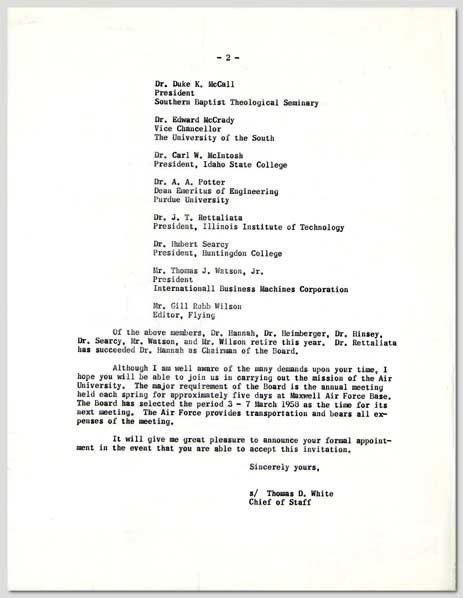 - 2 -
Dr. Duke K. McCall
President
Southern Baptist Theological Seminary
Dr. Edward McCrady
Vice Chancellor
The University of the South
Dr. Carl W. McIntosh
President, Idaho State College
Dr. A. A. Potter
Dean Emeritus of Engineering
Purdue University
Dr. J. T. Rettaliata
President, Illinois Institute of Technology
Dr. Hubert Searcy
President, Huntingdon College
Mr. Thomas J. Watson, Jr.
President
Internationall Business Machines Corporation
Mr. Gill Robb Wilson
Editor, Flying
Of the above members, Dr. Hannah, Dr. Heimberger, Dr. Hinsey,
Dr. Searcy, Mr. Watson, and Mr. Wilson retire this year. Dr. Rettaliata
has succeeded Dr. Hannah as Chairman of the Board.
Although I am well aware of the many demands upon your time, I
hope you will be able to join us in carrying out the mission of the Air
University. The major requirement of the Board is the annual meeting
held each spring for approximately five days at Maxwell Air Force Base.
The Board has selected the period 3 - 7 March 1958 as the time for its
next meeting. The Air Force provides transportation and bears all ex-
penses of the meeting.
It will give me great pleasure to announce your formal appoint-
ment in the event that you are able to accept this invitation.
Sincerely yours,
s/ Thomas D. White
Chief of Staff